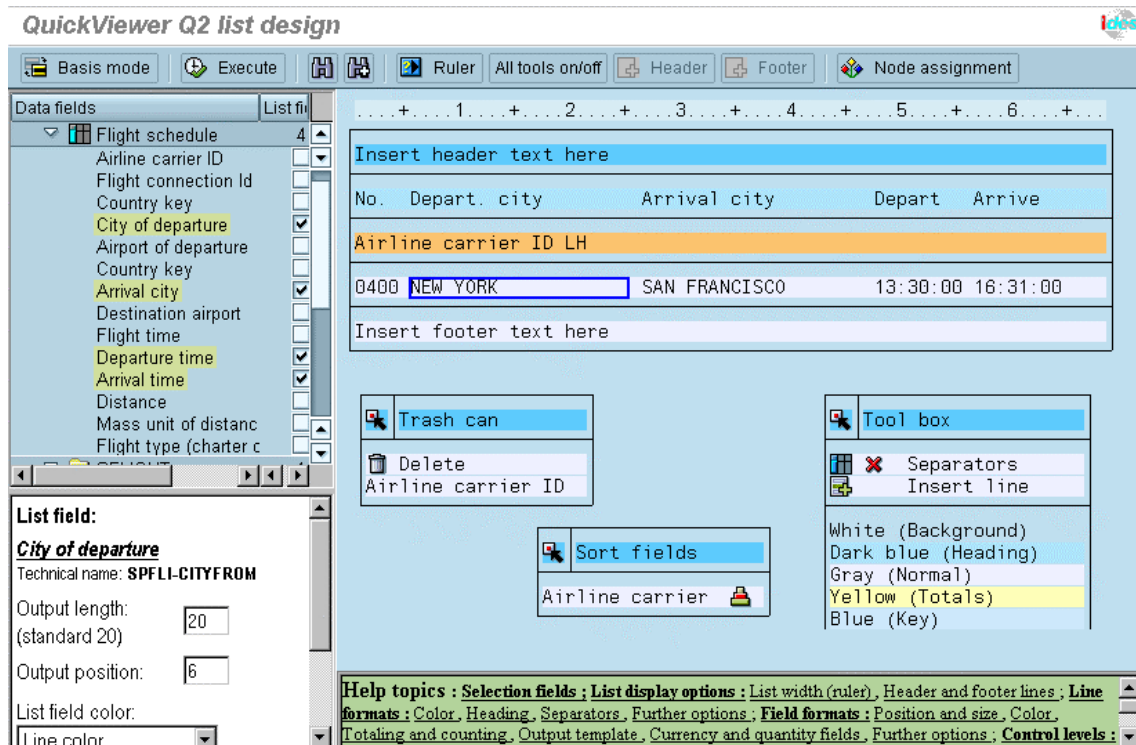 QuickViewer Q2 list design
ides
Basis mode Execute Ruler All tools on/off Header Footer Node assignment
Data fields List fi
Flight schedule 4
Airline carrier ID
Flight connection Id
Country key
City of departure
Airport of departure
Country key
Arrival city
Destination airport
Flight time
Departure time
Arrival time
Distance
Mass unit of distanc
Flight type (charter c
List field:
City of departure
Technical name: SPFLI-CITYFROM
Output length:
(standard 20)
20
Output position: 6
List field color:
Line color
....+....1....+....2....+....3....+....4....+....5....+....6....+...
Insert header text here
No. Depart. city Arrival city Depart Arrive
Airline carrier ID LH
0400 NEW YORK SAN FRANCISCO 13:30:00 16:31:00
Insert footer text here
Trash can
Delete
Airline carrier ID
Sort fields
Airline carrier
Tool box
Separators
Insert line
White (Background)
Dark blue (Heading)
Gray (Normal)
Yellow (Totals)
Blue (Key)
Help topics : Selection fields ; List display options : List width (ruler) , Header and footer lines ; Line
formats : Color , Heading , Separators , Further options ; Field formats : Position and size , Color ,
Totaling and counting , Output template , Currency and quantity fields , Further options ; Control levels :